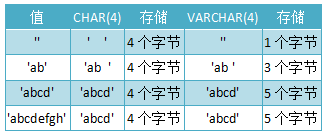 值 CHAR(4) 存储 VARCHAR(4) 存储
'' '    ' 4个字节 '' 1个字节
'ab' 'ab  ' 4个字节 'ab ' 3个字节
'abcd' 'abcd' 4个字节 'abcd' 5个字节
'abcdefgh' 'abcd' 4个字节 'abcd' 5个字节